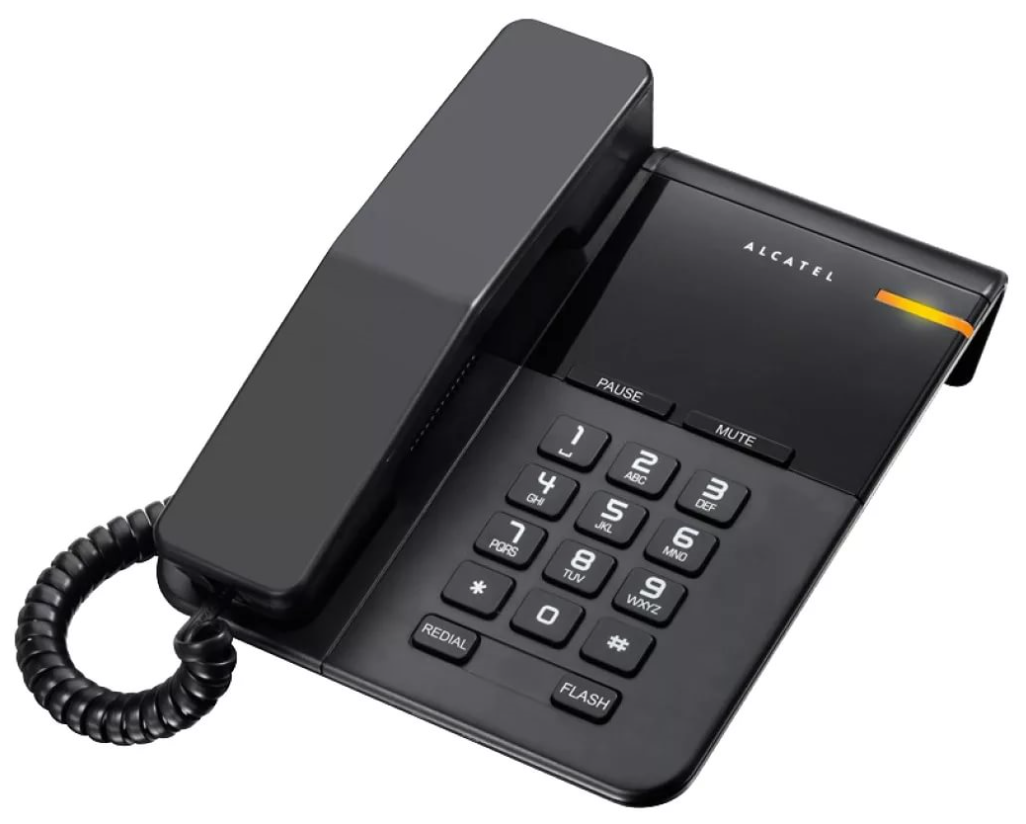 ALCATEL
PAUSE
MUTE
1
2
ABC
3
DEF
4
GHI
5
JKL
6
MNO
7
PQRS
8
TUV
9
WXYZ
*
0
#
REDIAL
FLASH